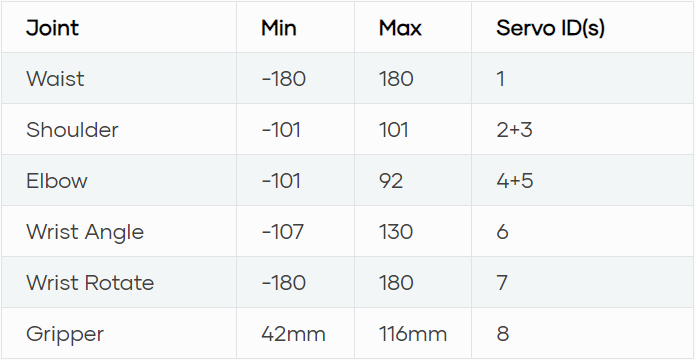 Joint Min Max Servo ID(s)
Waist -180 180 1
Shoulder -101 101 2+3
Elbow -101 92 4+5
Wrist Angle -107 130 6
Wrist Rotate -180 180 7
Gripper 42mm 116mm 8